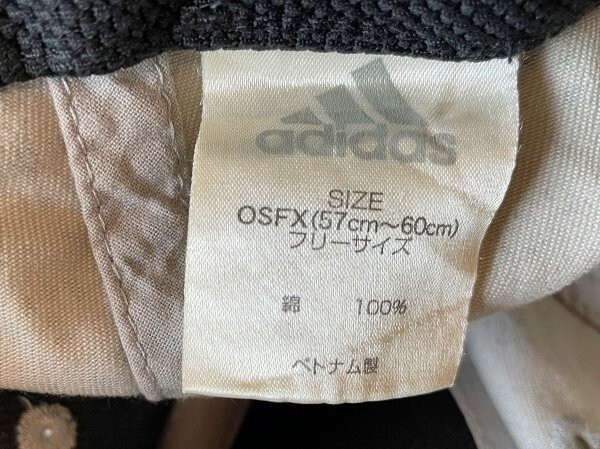 adidas
SIZE
OSFX(57cm～60cm)
フリーサイズ
綿 100%
ベトナム製